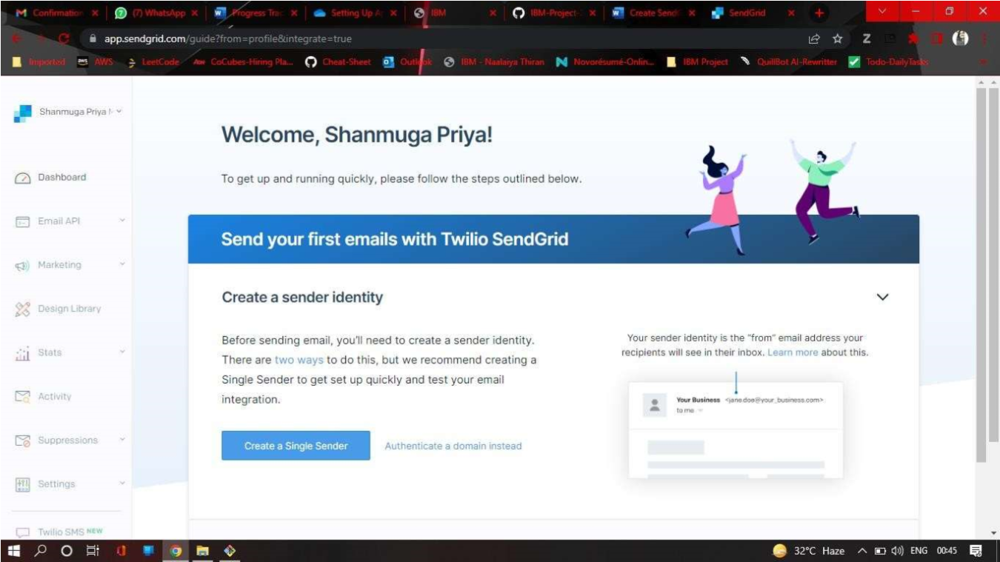 Confirmation
(7) WhatsApp
Progress Trac
Setting Up A
IBM
IBM-Project-
Create Send
SendGrid
app.sendgrid.com/guide?from=profile&integrate=true
Imported
AWS
LeetCode
CoCubes-Hiring Pla...
Cheat-Sheet
Outlook
IBM - Naalaiya Thiran
Novorésumé-Onlin...
IBM Project
QuillBot AI-Rewriter
Todo-DailyTasks
Shanmuga Priya
Dashboard
Email API
Marketing
Design Library
Stats
Activity
Suppressions
Settings
Twilio SMS NEW
Welcome, Shanmuga Priya!
To get up and running quickly, please follow the steps outlined below.
Send your first emails with Twilio SendGrid
Create a sender identity
Before sending email, you'll need to create a sender identity.
There are two ways to do this, but we recommend creating a
Single Sender to get set up quickly and test your email
integration.
Create a Single Sender
Authenticate a domain instead
Your sender identity is the "from" email address your
recipients will see in their inbox. Learn more about this.
Your Business <jane.doe@your_business.com>
to me
32°C Haze
ENG
00:45